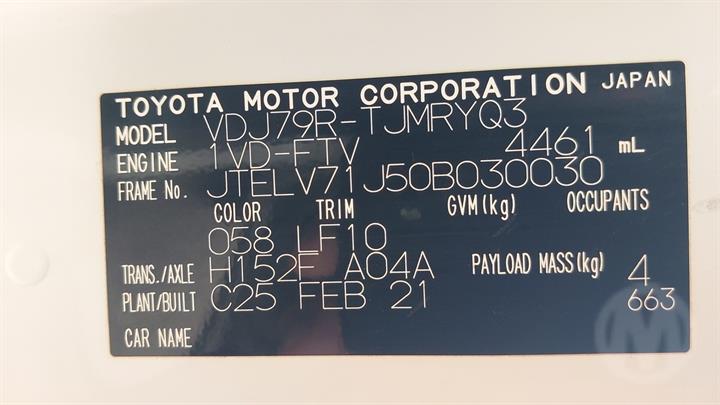 TOYOTA MOTOR CORPORATION JAPAN
MODEL VDJ79R-TJMRYQ3
ENGINE 1VD-FTV 4461 mL
FRAME No. JTELV71J50B030030
COLOR TRIM GVM(kg) OCCUPANTS
058 LF10
TRANS./AXLE H152F A04A PAYLOAD MASS(kg) 4
PLANT/BUILT C25 FEB 21 663
CAR NAME
M